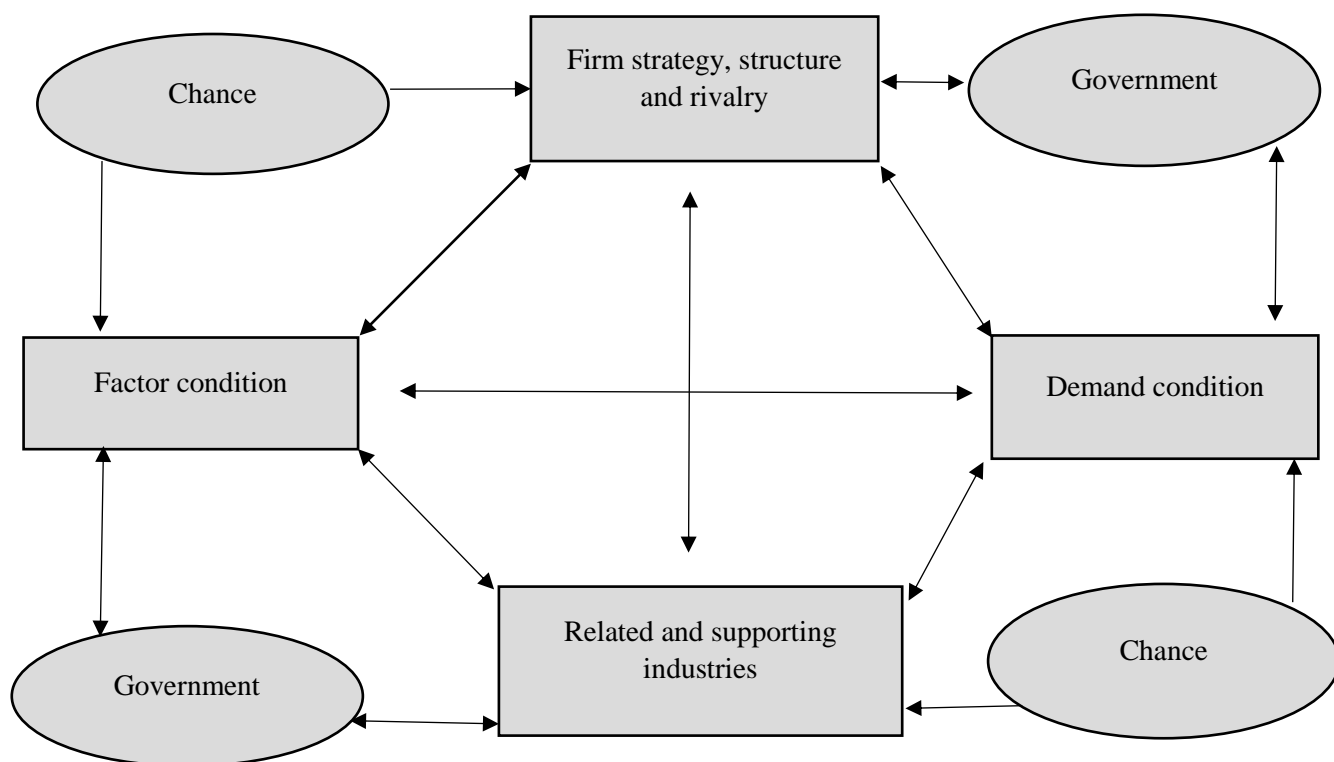 Chance
Firm strategy, structure
and rivalry
Government
Factor condition
Demand condition
Related and supporting
industries
Government
Chance